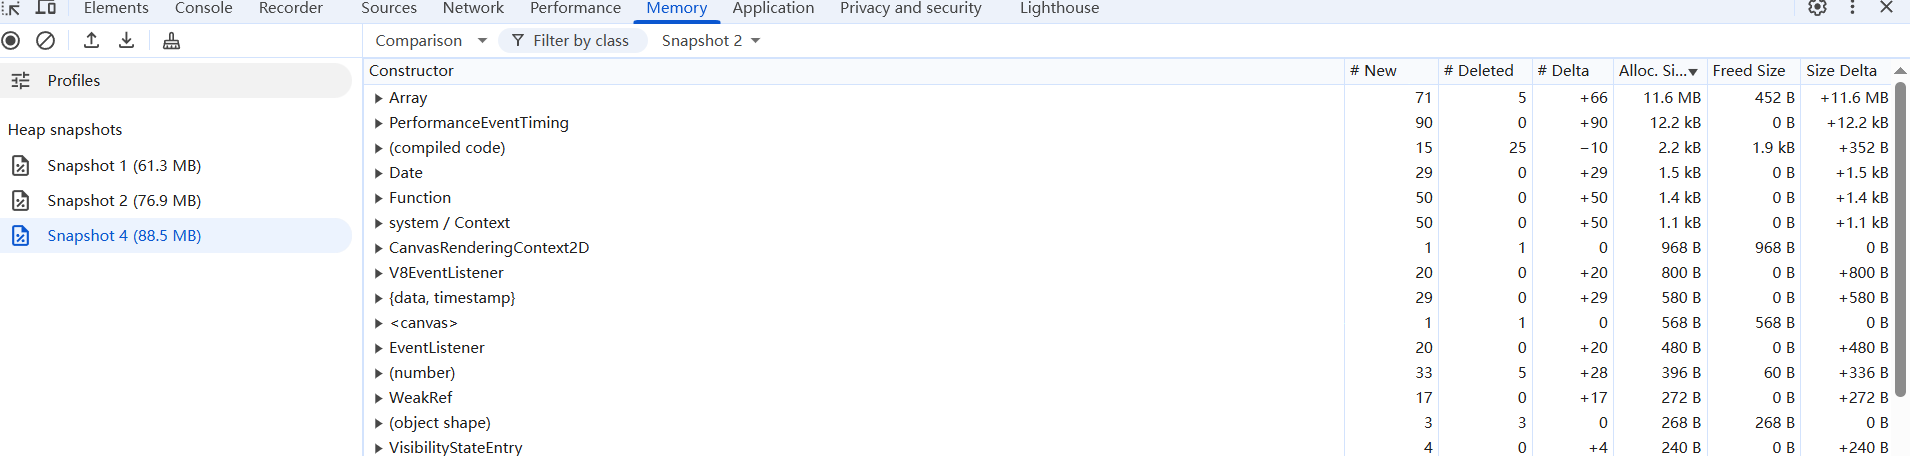 Elements Console Recorder Sources Network Performance Memory Application Privacy and security Lighthouse
Comparison Filter by class Snapshot 2
Profiles
Heap snapshots
Snapshot 1 (61.3 MB)
Snapshot 2 (76.9 MB)
Snapshot 4 (88.5 MB)
Constructor # New # Deleted # Delta Alloc. Si... Freed Size Size Delta
Array 71 5 +66 11.6 MB 452 B +11.6 MB
PerformanceEventTiming 90 0 +90 12.2 kB 0 B +12.2 kB
(compiled code) 15 25 −10 2.2 kB 1.9 kB +352 B
Date 29 0 +29 1.5 kB 0 B +1.5 kB
Function 50 0 +50 1.4 kB 0 B +1.4 kB
system / Context 50 0 +50 1.1 kB 0 B +1.1 kB
CanvasRenderingContext2D 1 1 0 968 B 968 B 0 B
V8EventListener 20 0 +20 800 B 0 B +800 B
{data, timestamp} 29 0 +29 580 B 0 B +580 B
<canvas> 1 1 0 568 B 568 B 0 B
EventListener 20 0 +20 480 B 0 B +480 B
(number) 33 5 +28 396 B 60 B +336 B
WeakRef 17 0 +17 272 B 0 B +272 B
(object shape) 3 3 0 268 B 268 B 0 B
VisibilityStateEntry 4 0 +4 240 B 0 B +240 B